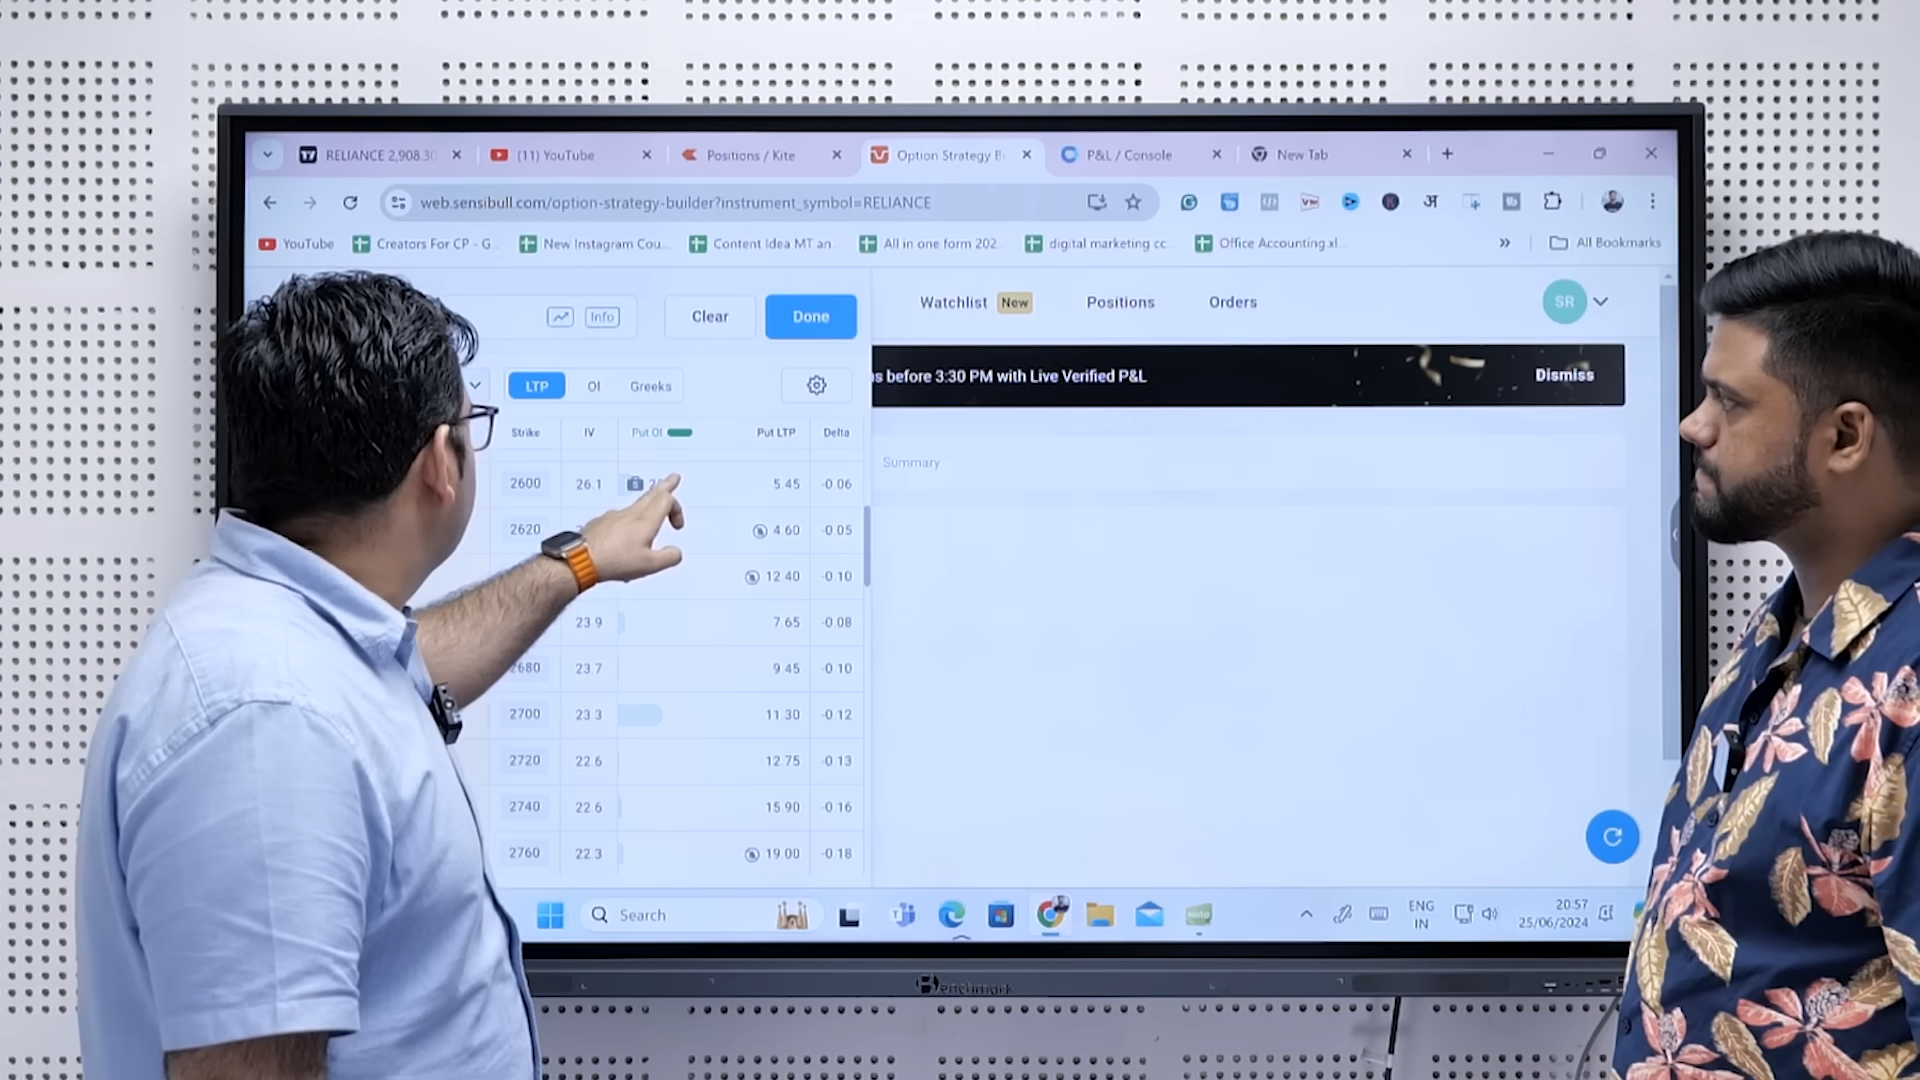 RELIANCE 2,908.30
(11) YouTube
Positions / Kite
Option Strategy B
P&L / Console
New Tab
web.sensibull.com/option-strategy-builder?instrument_symbol=RELIANCE
YouTube
Creators For CP - G
New Instagram Cou...
Content Idea MT an
All in one form 202
digital marketing cc
Office Accounting.xl...
All Bookmarks
Info
Clear
Done
Watchlist
New
Positions
Orders
SR
before 3:30 PM with Live Verified P&L
Dismiss
LTP
OI
Greeks
Strike IV Put OI Put LTP Delta
Summary
2600 26.1 5.45 -0.06
2620 4.60 -0.05
12.40 -0.10
23.9 7.65 -0.08
2680 23.7 9.45 -0.10
2700 23.3 11.30 -0.12
2720 22.6 12.75 -0.13
2740 22.6 15.90 -0.16
2760 22.3 19.00 -0.18
Search
ENG
IN
20:57
25/06/2024
Benchmark